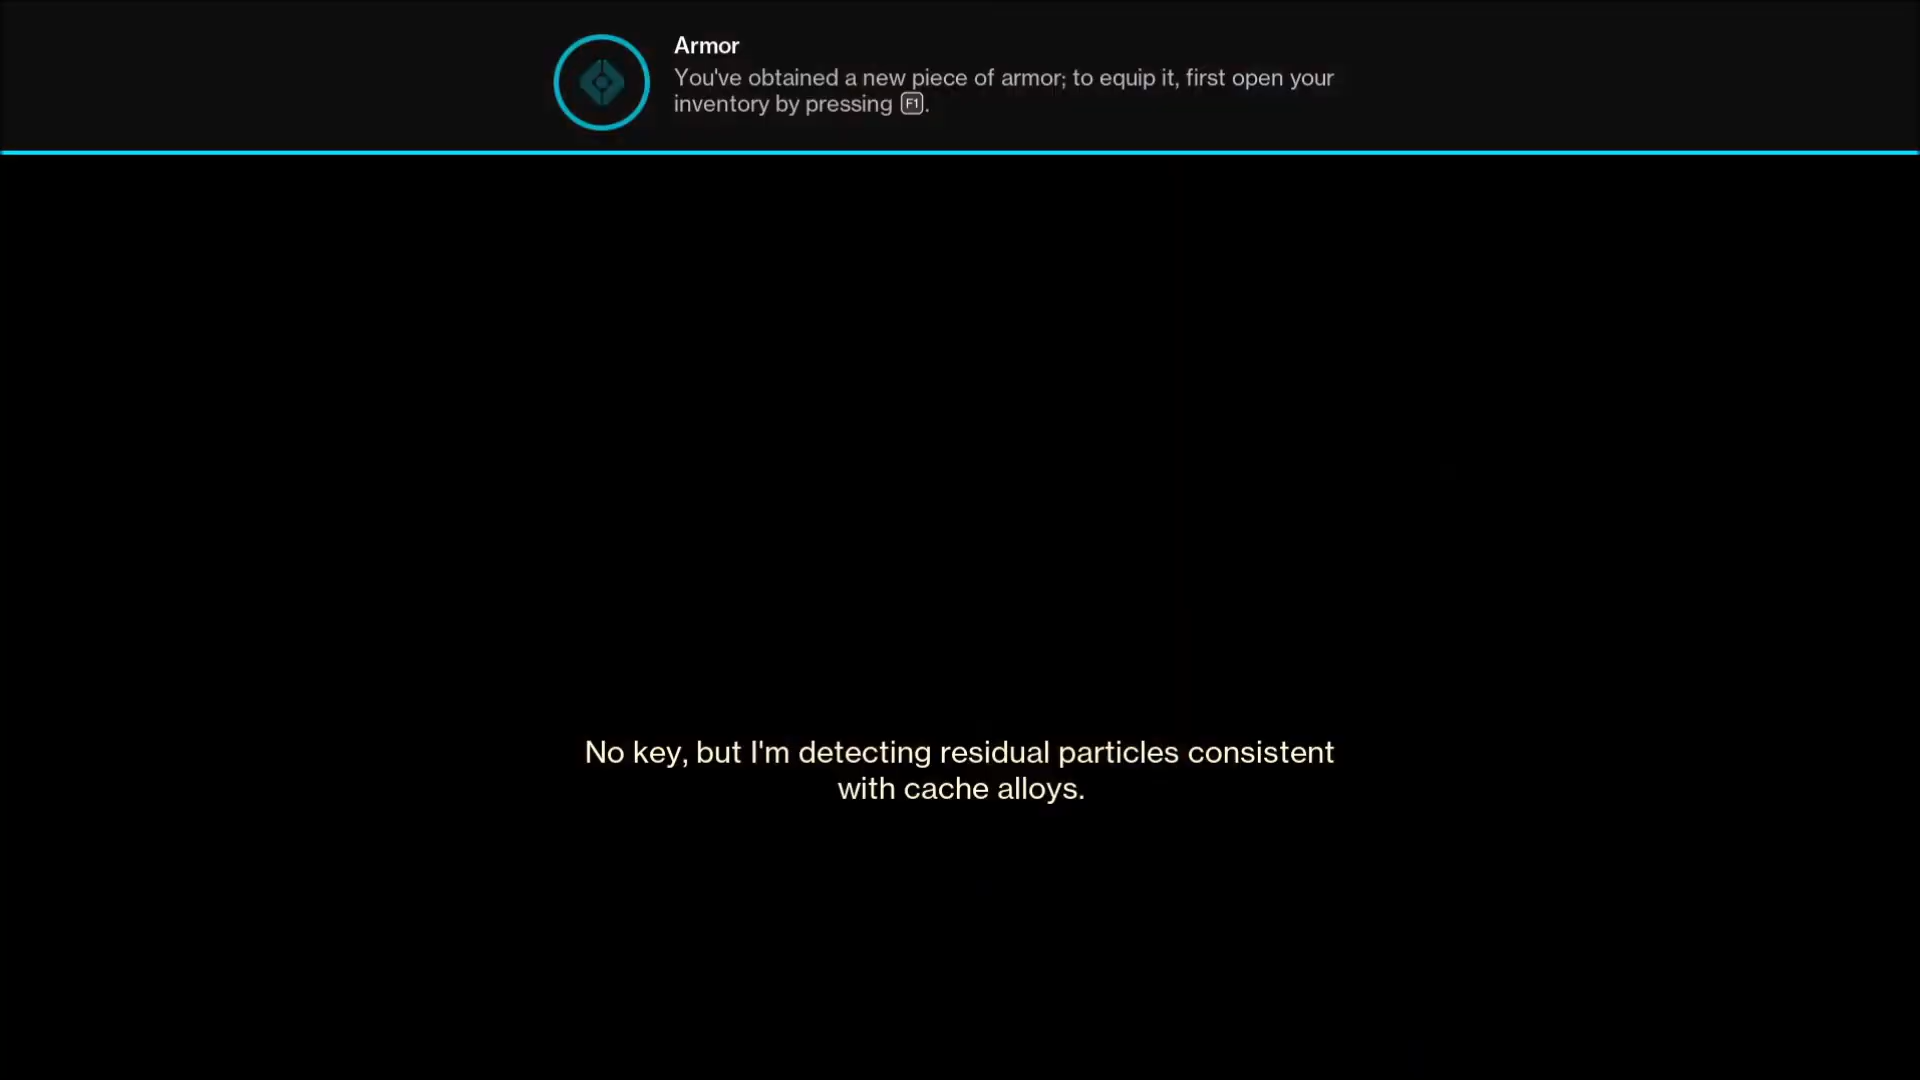 Armor
You've obtained a new piece of armor; to equip it, first open your
inventory by pressing F1.
No key, but I'm detecting residual particles consistent
with cache alloys.